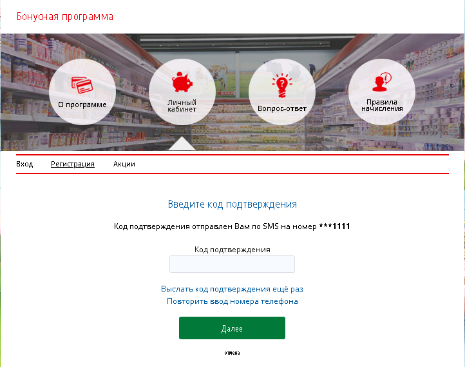 Бонусная программа
О программе
Личный
кабинет
Вопрос-ответ
Правила
начисления
Вход Регистрация Акции
Введите код подтверждения
Код подтверждения отправлен Вам по SMS на номер ***1111
Код подтверждения
Выслать код подтверждения ещё раз
Повторить ввод номера телефона
Далее
отмена